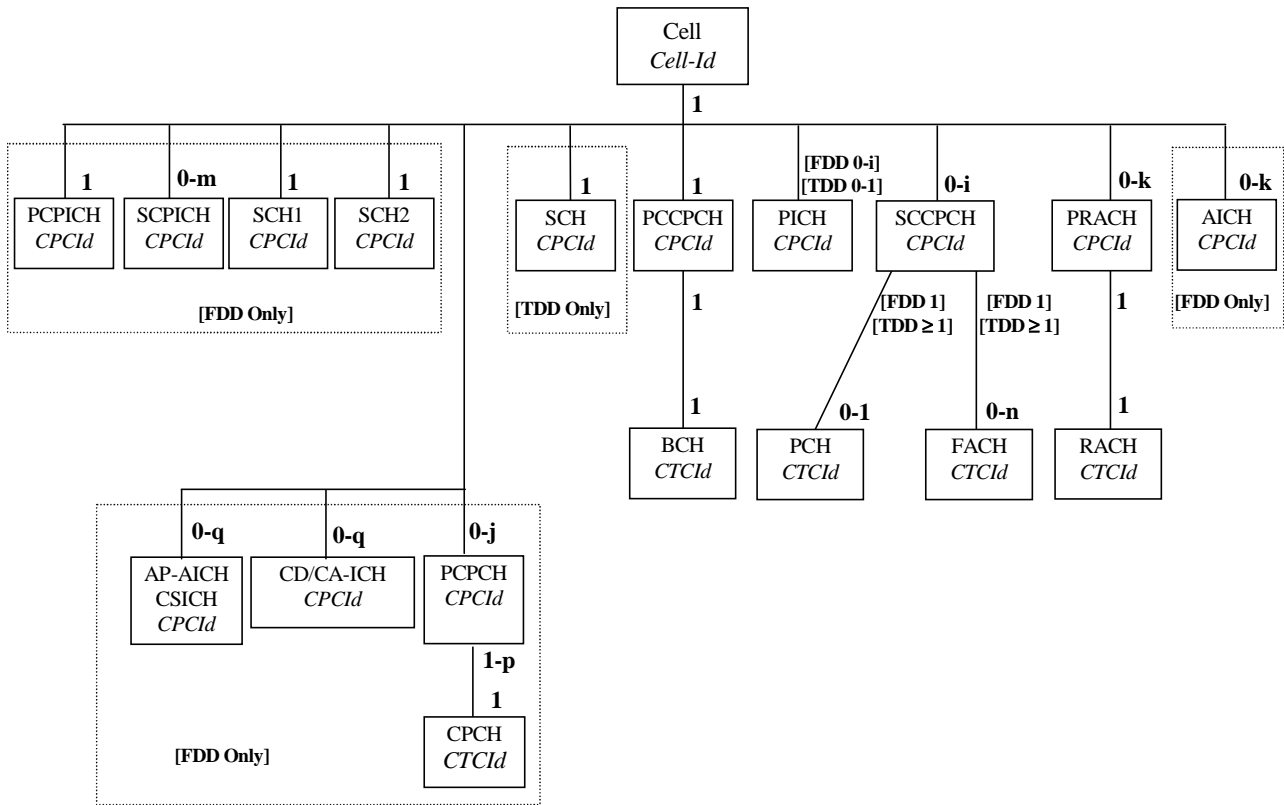 Cell
Cell-Id
1
[FDD 0-i]
[TDD 0-1]
1
0-m
1
1
1
1
0-i
0-k
0-k
PCPICH
CPCId
SCPICH
CPCId
SCH1
CPCId
SCH2
CPCId
SCH
CPCId
PCCPCH
CPCId
PICH
CPCId
SCCPCH
CPCId
PRACH
CPCId
AICH
CPCId
[FDD Only]
[TDD Only]
1
[FDD 1]
[TDD ≥ 1]
[FDD 1]
[TDD ≥ 1]
1
[FDD Only]
1
0-1
0-n
1
BCH
CTCId
PCH
CTCId
FACH
CTCId
RACH
CTCId
0-q
0-q
0-j
AP-AICH
CSICH
CPCId
CD/CA-ICH
CPCId
PCPCH
CPCId
1-p
1
CPCH
CTCId
[FDD Only]